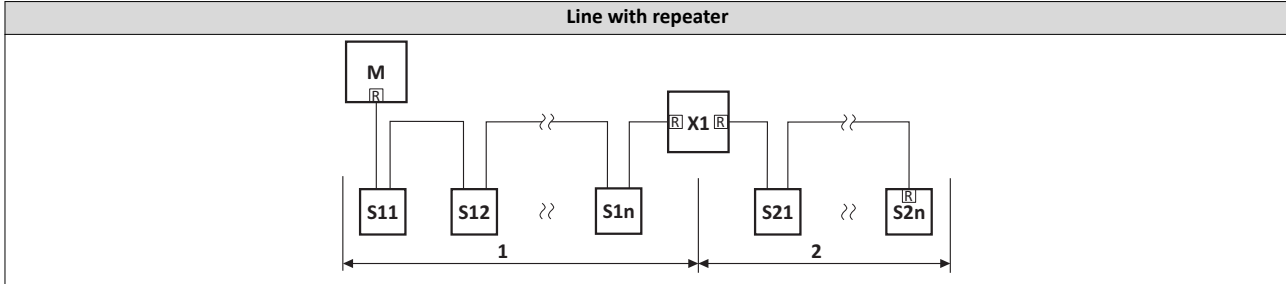 Line with repeater
M
R
R X1 R
S11 S12 S1n S21 R S2n
1 2